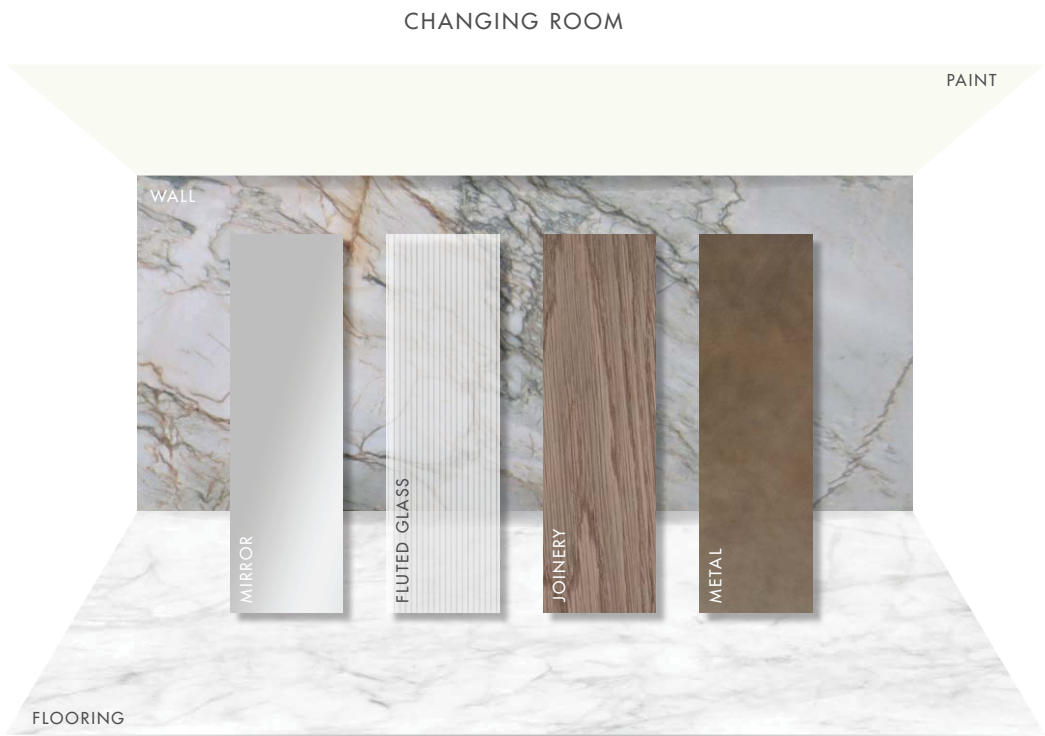 CHANGING ROOM
PAINT
WALL
MIRROR
FLUTED GLASS
JOINERY
METAL
FLOORING